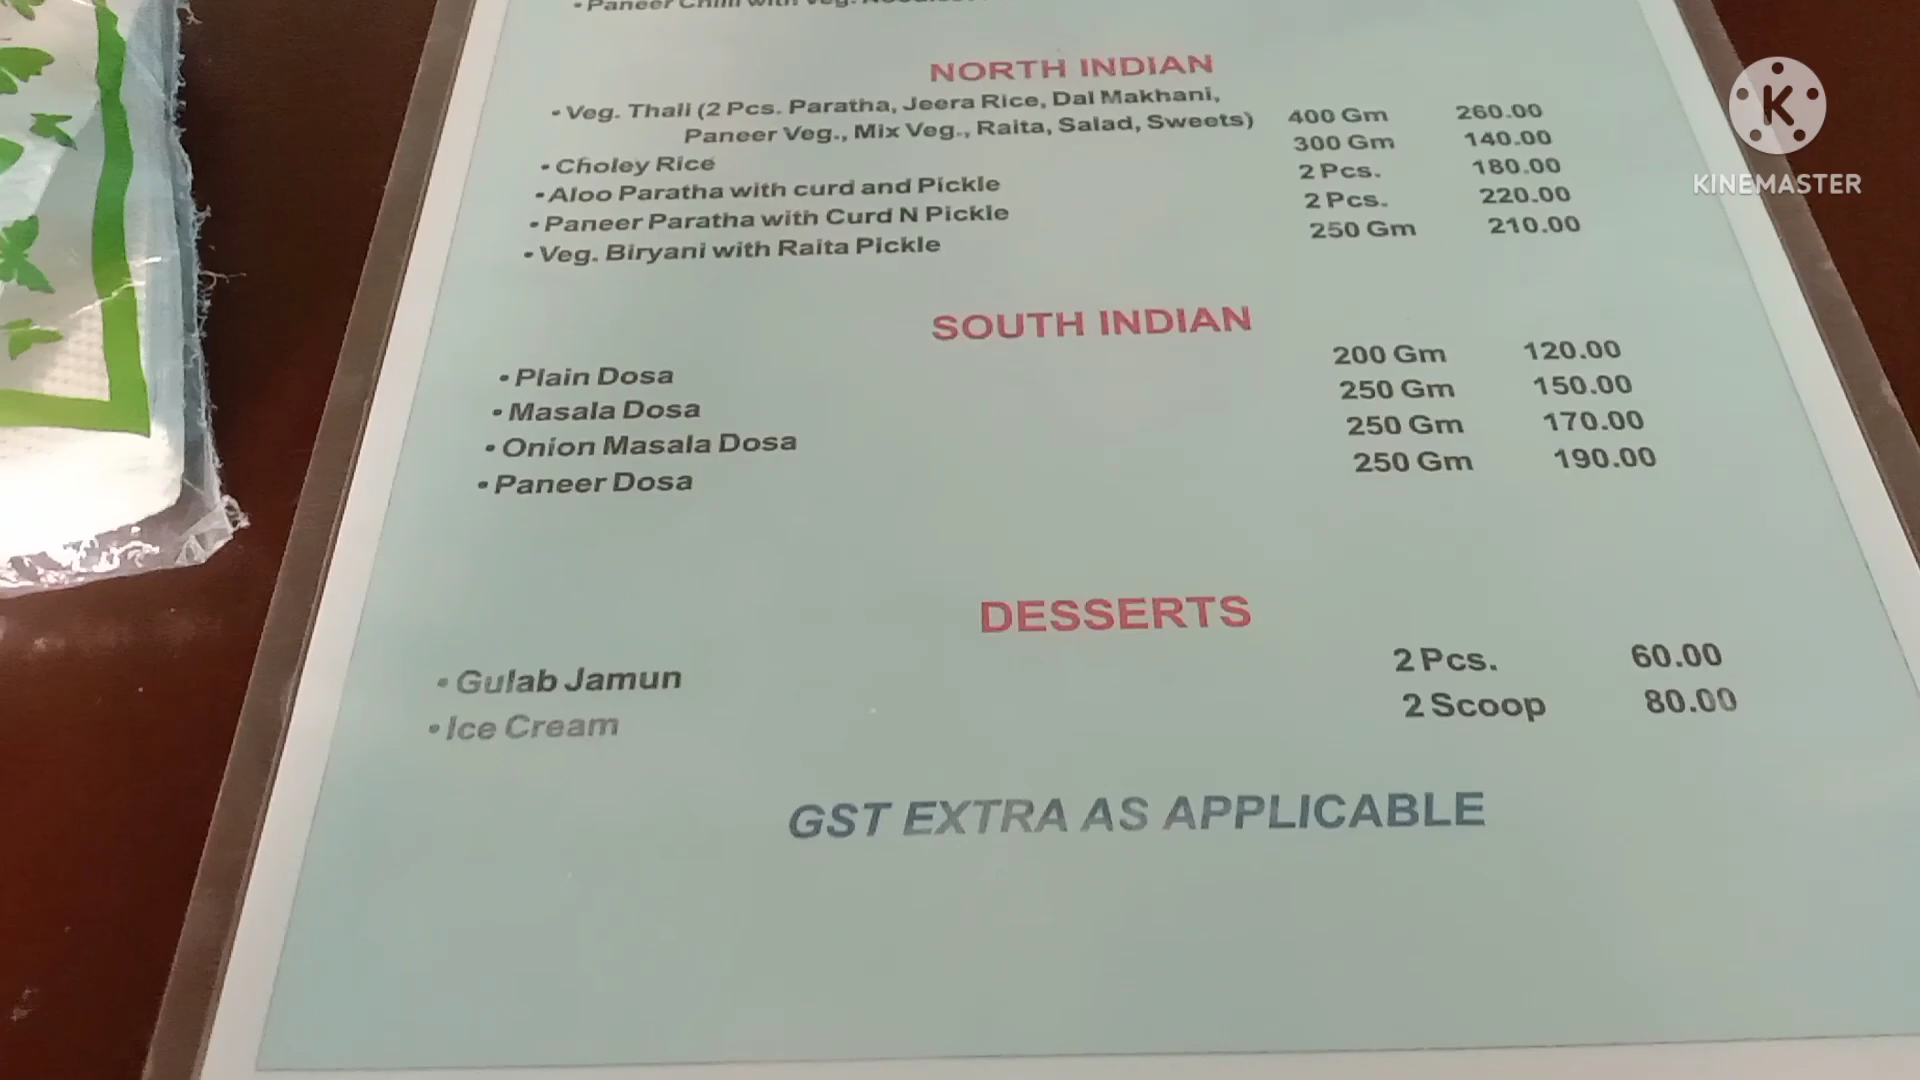 • Paneer Chilli with Veg.
NORTH INDIAN
• Veg. Thali (2 Pcs. Paratha, Jeera Rice, Dal Makhani,
Paneer Veg., Mix Veg., Raita, Salad, Sweets) 400 Gm 260.00
• Choley Rice 300 Gm 140.00
• Aloo Paratha with curd and Pickle 2 Pcs. 180.00
• Paneer Paratha with Curd N Pickle 2 Pcs. 220.00
• Veg. Biryani with Raita Pickle 250 Gm 210.00
SOUTH INDIAN
• Plain Dosa 200 Gm 120.00
• Masala Dosa 250 Gm 150.00
• Onion Masala Dosa 250 Gm 170.00
• Paneer Dosa 250 Gm 190.00
DESSERTS
• Gulab Jamun 2 Pcs. 60.00
• Ice Cream 2 Scoop 80.00
GST EXTRA AS APPLICABLE
K
KINEMASTER